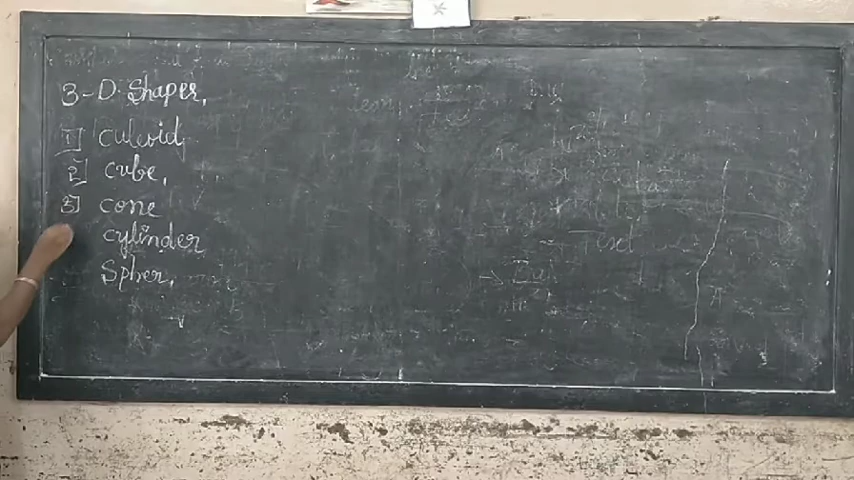 3-D. Shapes,
1] Cuboid
2] cube,
3] cone
cylinder
Spher,